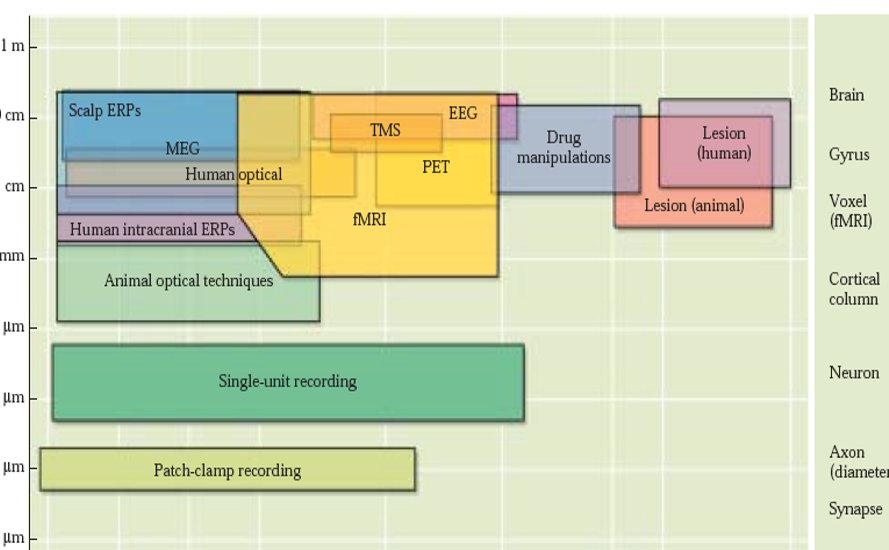 1 m
cm
cm
mm
µm
µm
µm
µm
Scalp ERPs
MEG
Human optical
Human intracranial ERPs
Animal optical techniques
EEG
TMS
PET
fMRI
Drug
manipulations
Lesion
(human)
Lesion (animal)
Single-unit recording
Patch-clamp recording
Brain
Gyrus
Voxel
(fMRI)
Cortical
column
Neuron
Axon
(diameter
Synapse